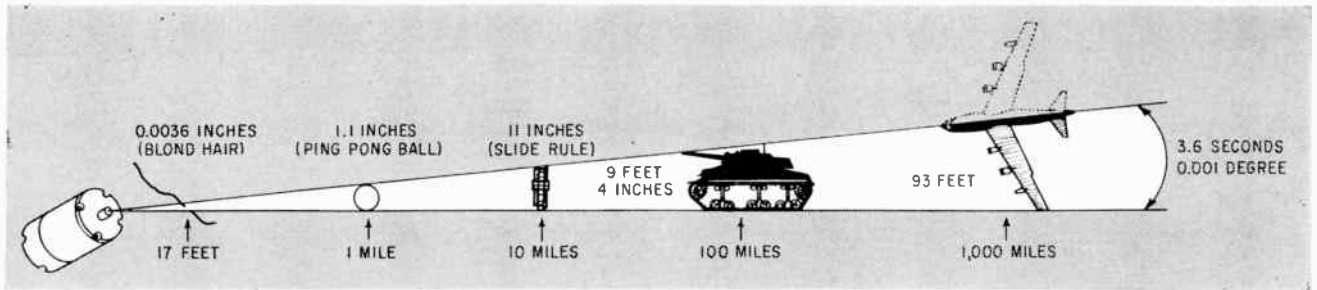 0.0036 INCHES
(BLOND HAIR)
1.1 INCHES
(PING PONG BALL)
11 INCHES
(SLIDE RULE)
9 FEET
4 INCHES
93 FEET
3.6 SECONDS
0.001 DEGREE
17 FEET
1 MILE
10 MILES
100 MILES
1,000 MILES